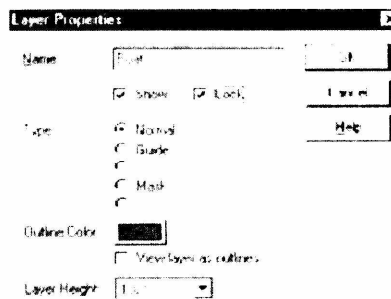 Layer Properties
Name
Show Lock
Cancel
Type Normal
Help
Guide
Mask
Outline Color
View layer as outlines
Layer Height